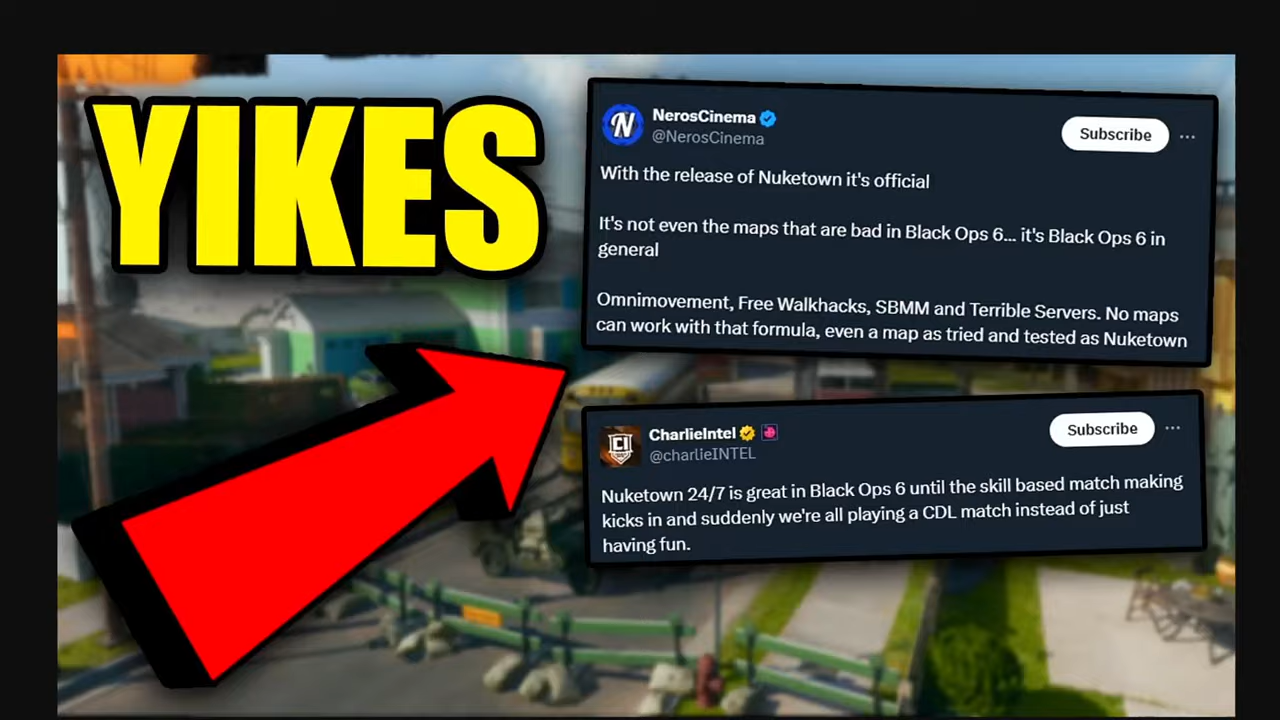 YIKES
NerosCinema
@NerosCinema
Subscribe
With the release of Nuketown it's official
It's not even the maps that are bad in Black Ops 6... it's Black Ops 6 in
general
Omnimovement, Free Walkhacks, SBMM and Terrible Servers. No maps
can work with that formula, even a map as tried and tested as Nuketown
CharlieIntel
@charlieINTEL
Subscribe
Nuketown 24/7 is great in Black Ops 6 until the skill based match making
kicks in and suddenly we're all playing a CDL match instead of just
having fun.